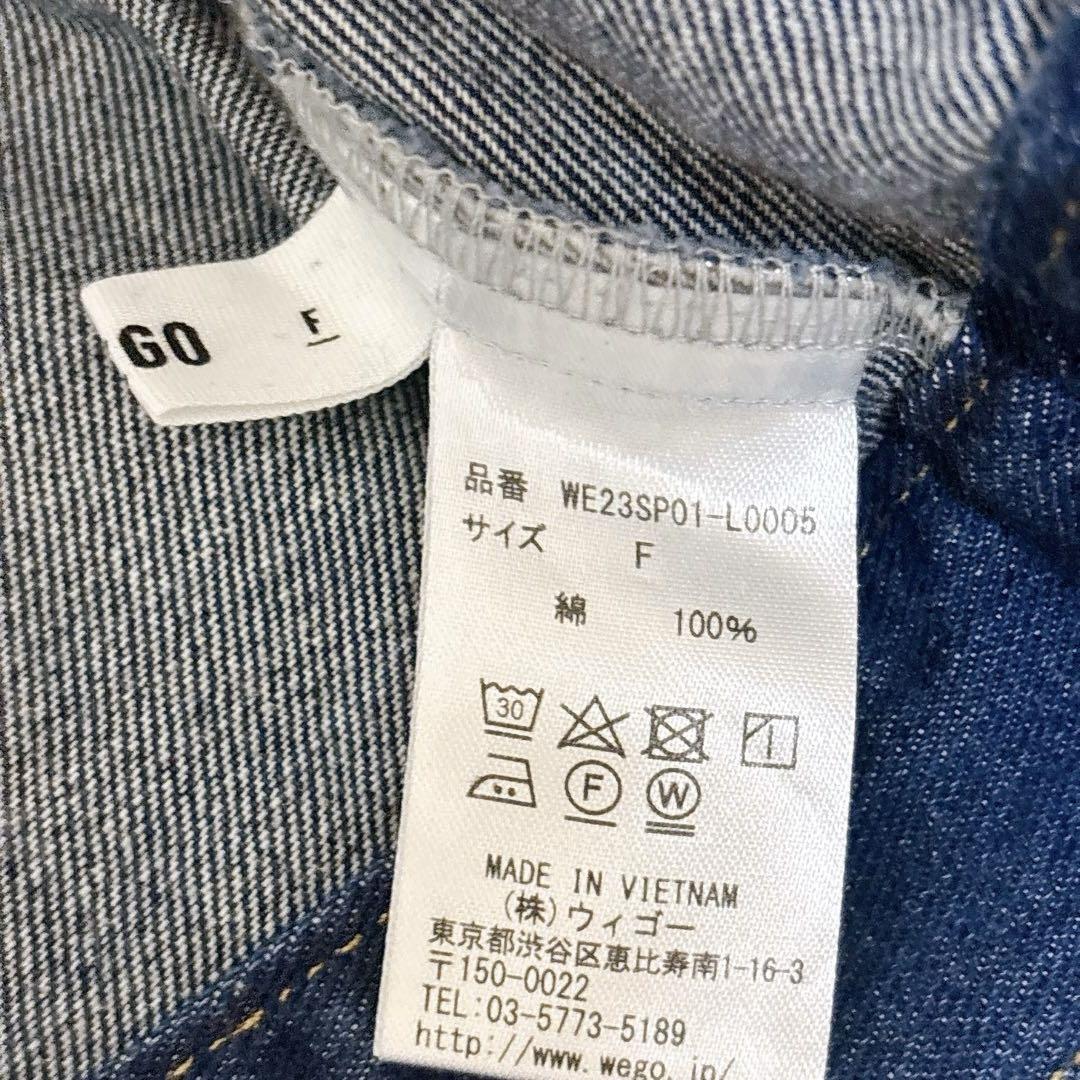 GO
F
品番 WE23SP01-L0005
サイズ F
綿 100%
30
F W
MADE IN VIETNAM
(株)ウィゴー
東京都渋谷区恵比寿南1-16-3
〒150-0022
TEL:03-5773-5189
http://www.wego.jp/